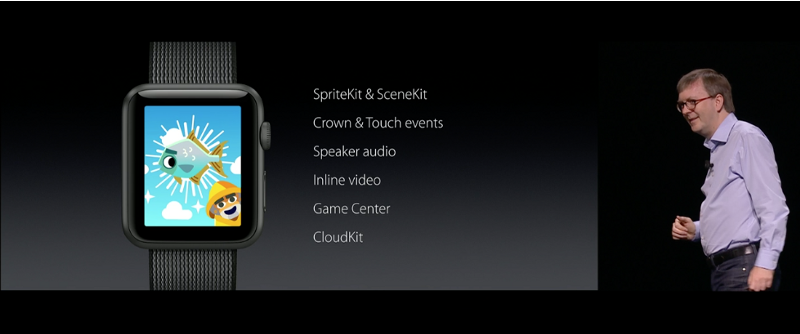 SpriteKit & SceneKit
Crown & Touch events
Speaker audio
Inline video
Game Center
CloudKit